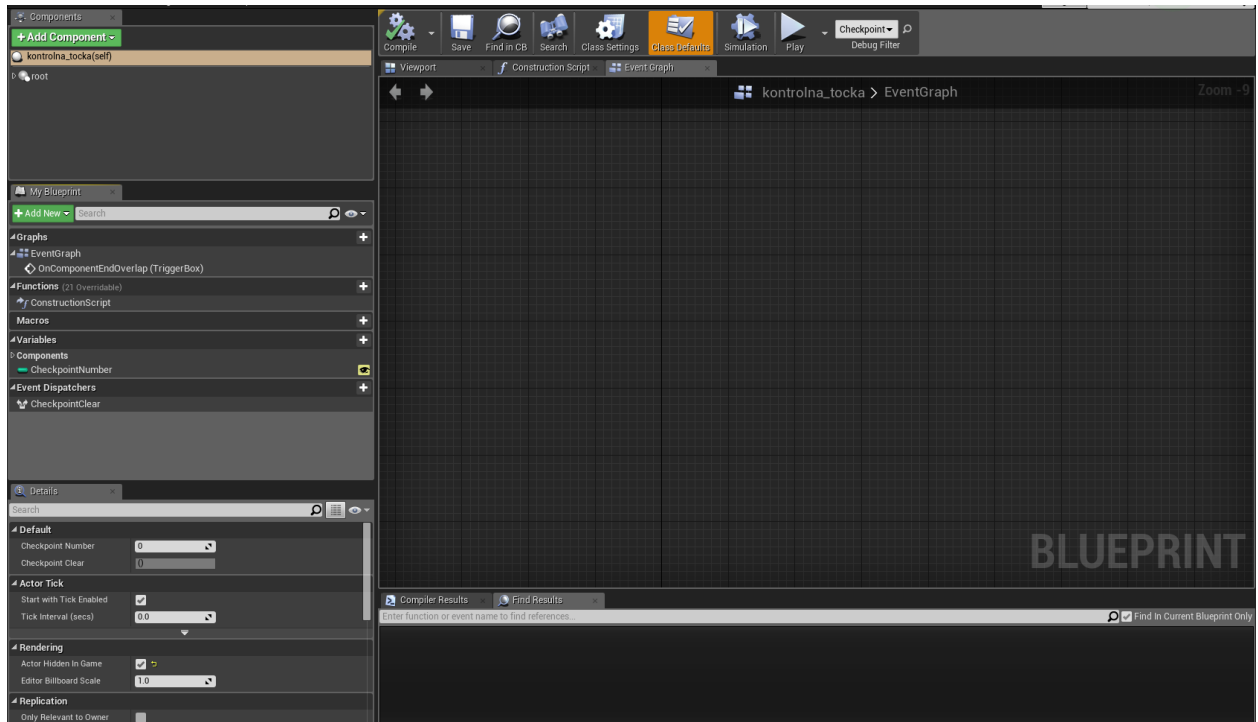 Components
+Add Component
kontrolna_tocka(self)
root
My Blueprint
+Add New
Search
Graphs
EventGraph
OnComponentEndOverlap (TriggerBox)
Functions (21 Overridable)
ConstructionScript
Macros
Variables
Components
CheckpointNumber
Event Dispatchers
CheckpointClear
Details
Search
Default
Checkpoint Number 0
Checkpoint Clear 0
Actor Tick
Start with Tick Enabled
Tick Interval (secs) 0.0
Rendering
Actor Hidden In Game
Editor Billboard Scale 1.0
Replication
Only Relevant to Owner
Compile Save Find in CB Search Class Settings Class Defaults Simulation Play
Checkpoint
Debug Filter
Viewport Construction Script Event Graph
kontrolna_tocka > EventGraph
Zoom -9
BLUEPRINT
Compiler Results Find Results
Enter function or event name to find references...
Find In Current Blueprint Only